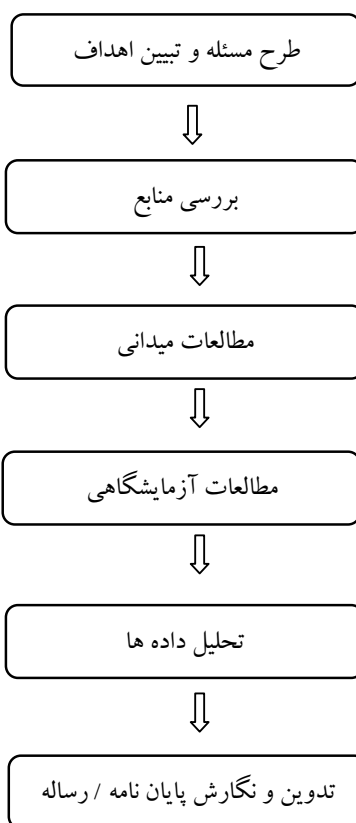 طرح مسئله و تبیین اهداف
بررسی منابع
مطالعات میدانی
مطالعات آزمایشگاهی
تحلیل داده ها
تدوین و نگارش پایان نامه / رساله